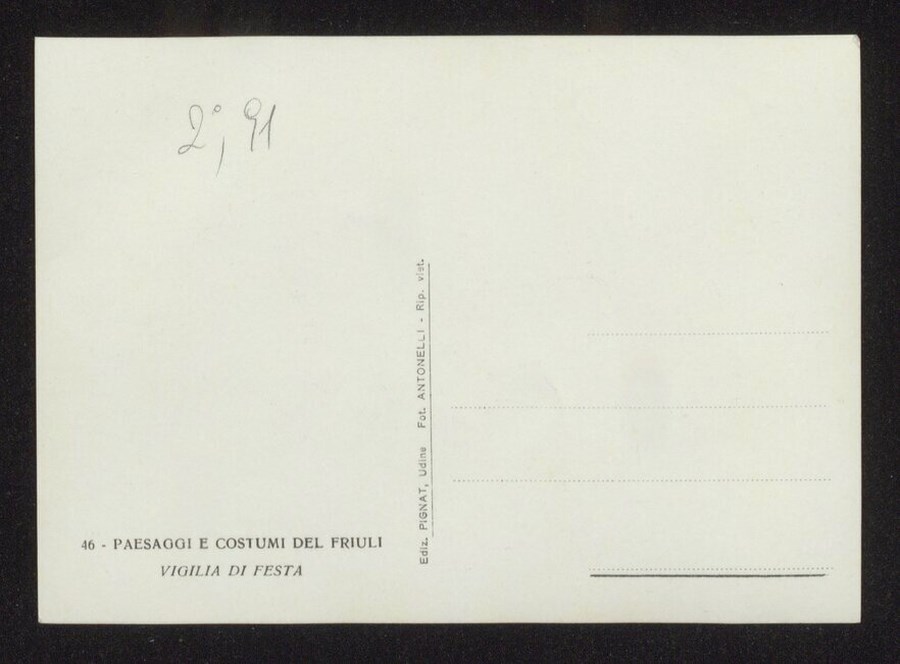 2°, 91
46 - PAESAGGI E COSTUMI DEL FRIULI
VIGILIA DI FESTA
Ediz. PIGNAT, Udine Fot. ANTONELLI - Rip. viet.